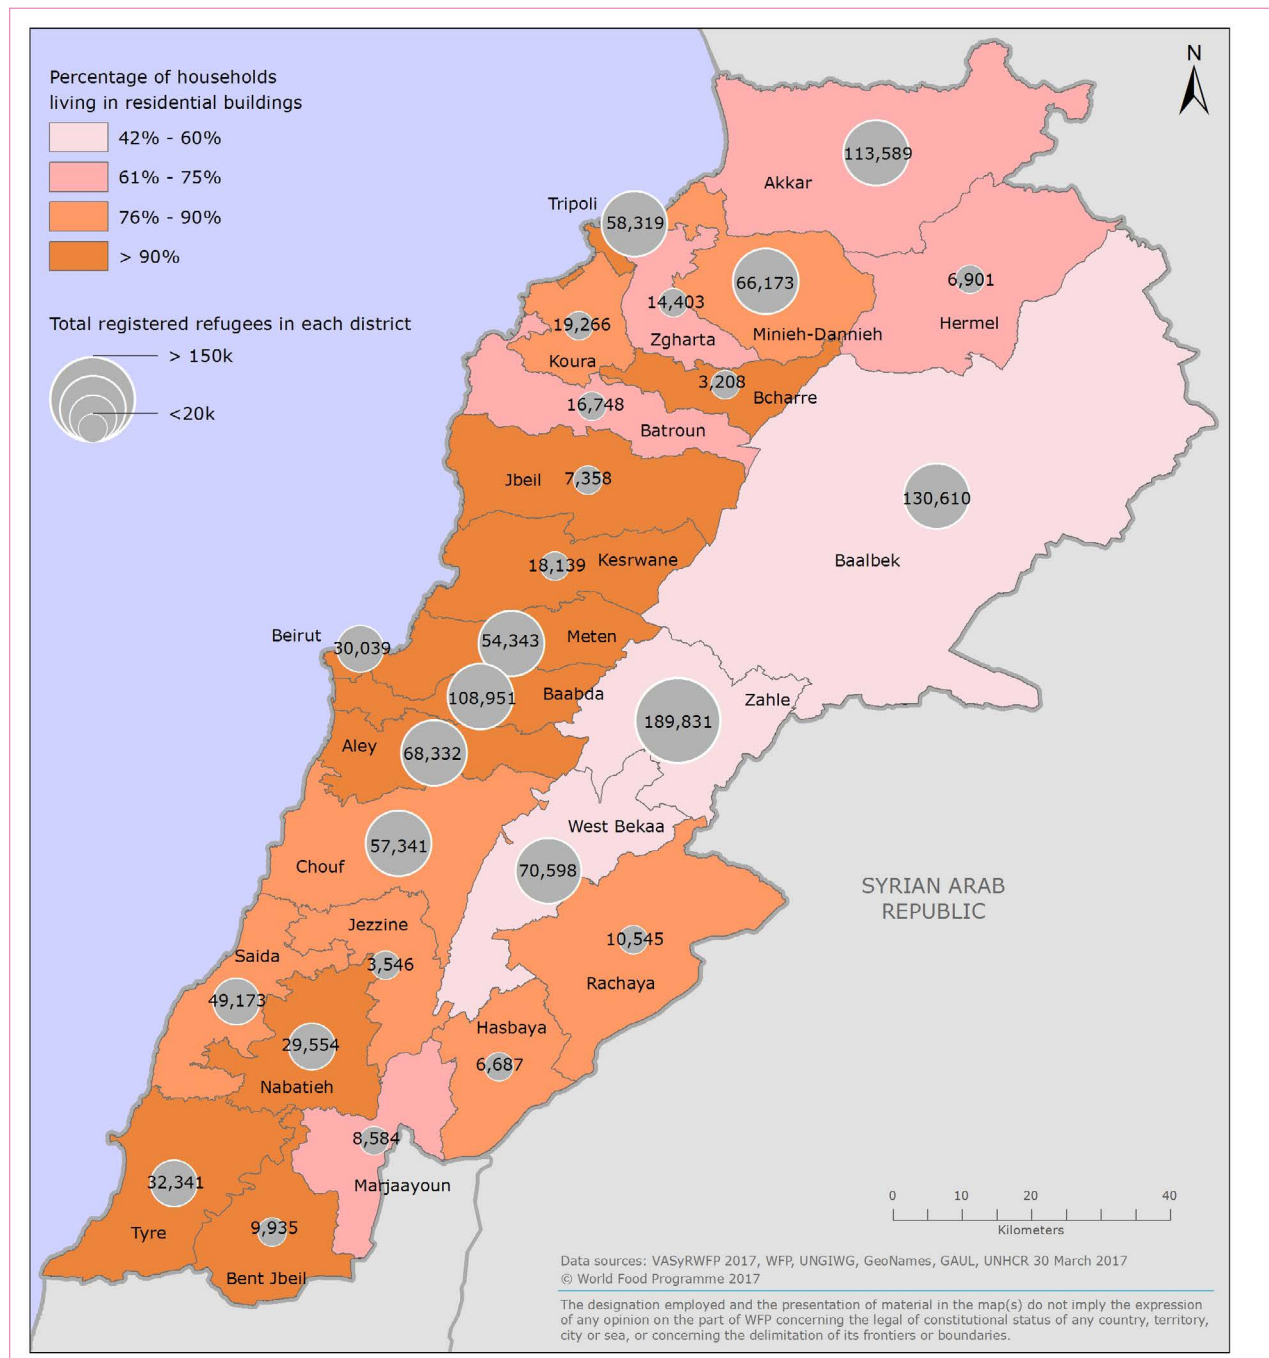 Percentage of households
living in residential buildings
42% - 60%
61% - 75%
76% - 90%
> 90%
Total registered refugees in each district
> 150k
<20k
N
113,589
Akkar
Tripoli
58,319
6,901
Hermel
66,173
Minieh-Dannieh
14,403
Zgharta
19,266
Koura
3,208
Bcharre
16,748
Batroun
Jbeil
7,358
130,610
Baalbek
18,139
Kesrwane
Beirut
30,039
54,343
Meten
108,951
Baabda
189,831
Zahle
Aley
68,332
57,341
Chouf
West Bekaa
70,598
SYRIAN ARAB
REPUBLIC
Jezzine
3,546
10,545
Rachaya
Saida
49,173
29,554
Nabatieh
Hasbaya
6,687
8,584
Marjaayoun
32,341
Tyre
9,935
Bent Jbeil
0 10 20 40
Kilometers
Data sources: VASyRWFP 2017, WFP, UNGIWG, GeoNames, GAUL, UNHCR 30 March 2017
© World Food Programme 2017
The designation employed and the presentation of material in the map(s) do not imply the expression
of any opinion on the part of WFP concerning the legal of constitutional status of any country, territory,
city or sea, or concerning the delimitation of its frontiers or boundaries.